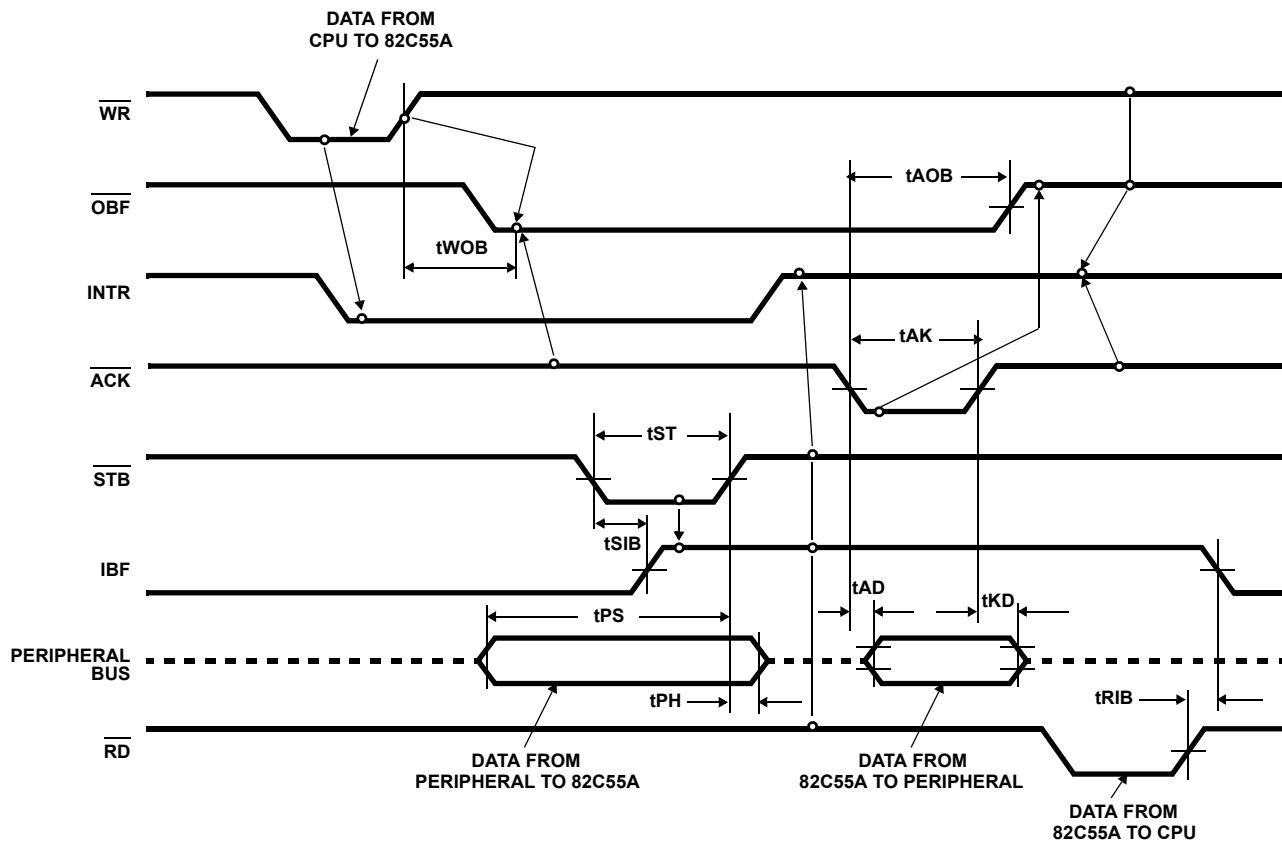 DATA FROM
CPU TO 82C55A
WR
tAOB
OBF
tWOB
INTR
tAK
ACK
tST
STB
tSIB
IBF
tAD
tKD
tPS
PERIPHERAL
BUS
tPH
tRIB
RD
DATA FROM
PERIPHERAL TO 82C55A
DATA FROM
82C55A TO PERIPHERAL
DATA FROM
82C55A TO CPU